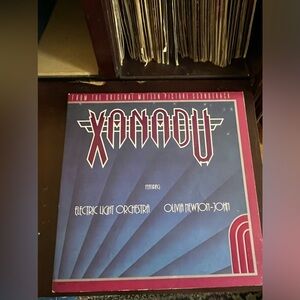 FROM THE ORIGINAL MOTION PICTURE SOUNDTRACK
XANADU
FEATURING
ELECTRIC LIGHT ORCHESTRA OLIVIA NEWTON-JOHN